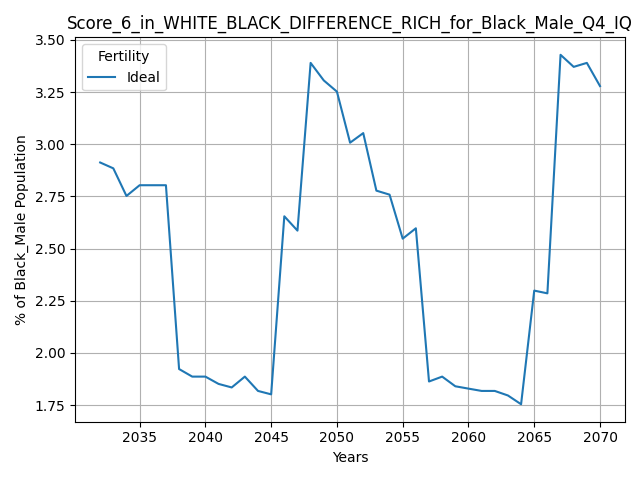 Score_6_in_WHITE_BLACK_DIFFERENCE_RICH_for_Black_Male_Q4_IQ
Fertility
Ideal
3.50
3.25
3.00
2.75
2.50
2.25
2.00
1.75
% of Black_Male Population
2035 2040 2045 2050 2055 2060 2065 2070
Years